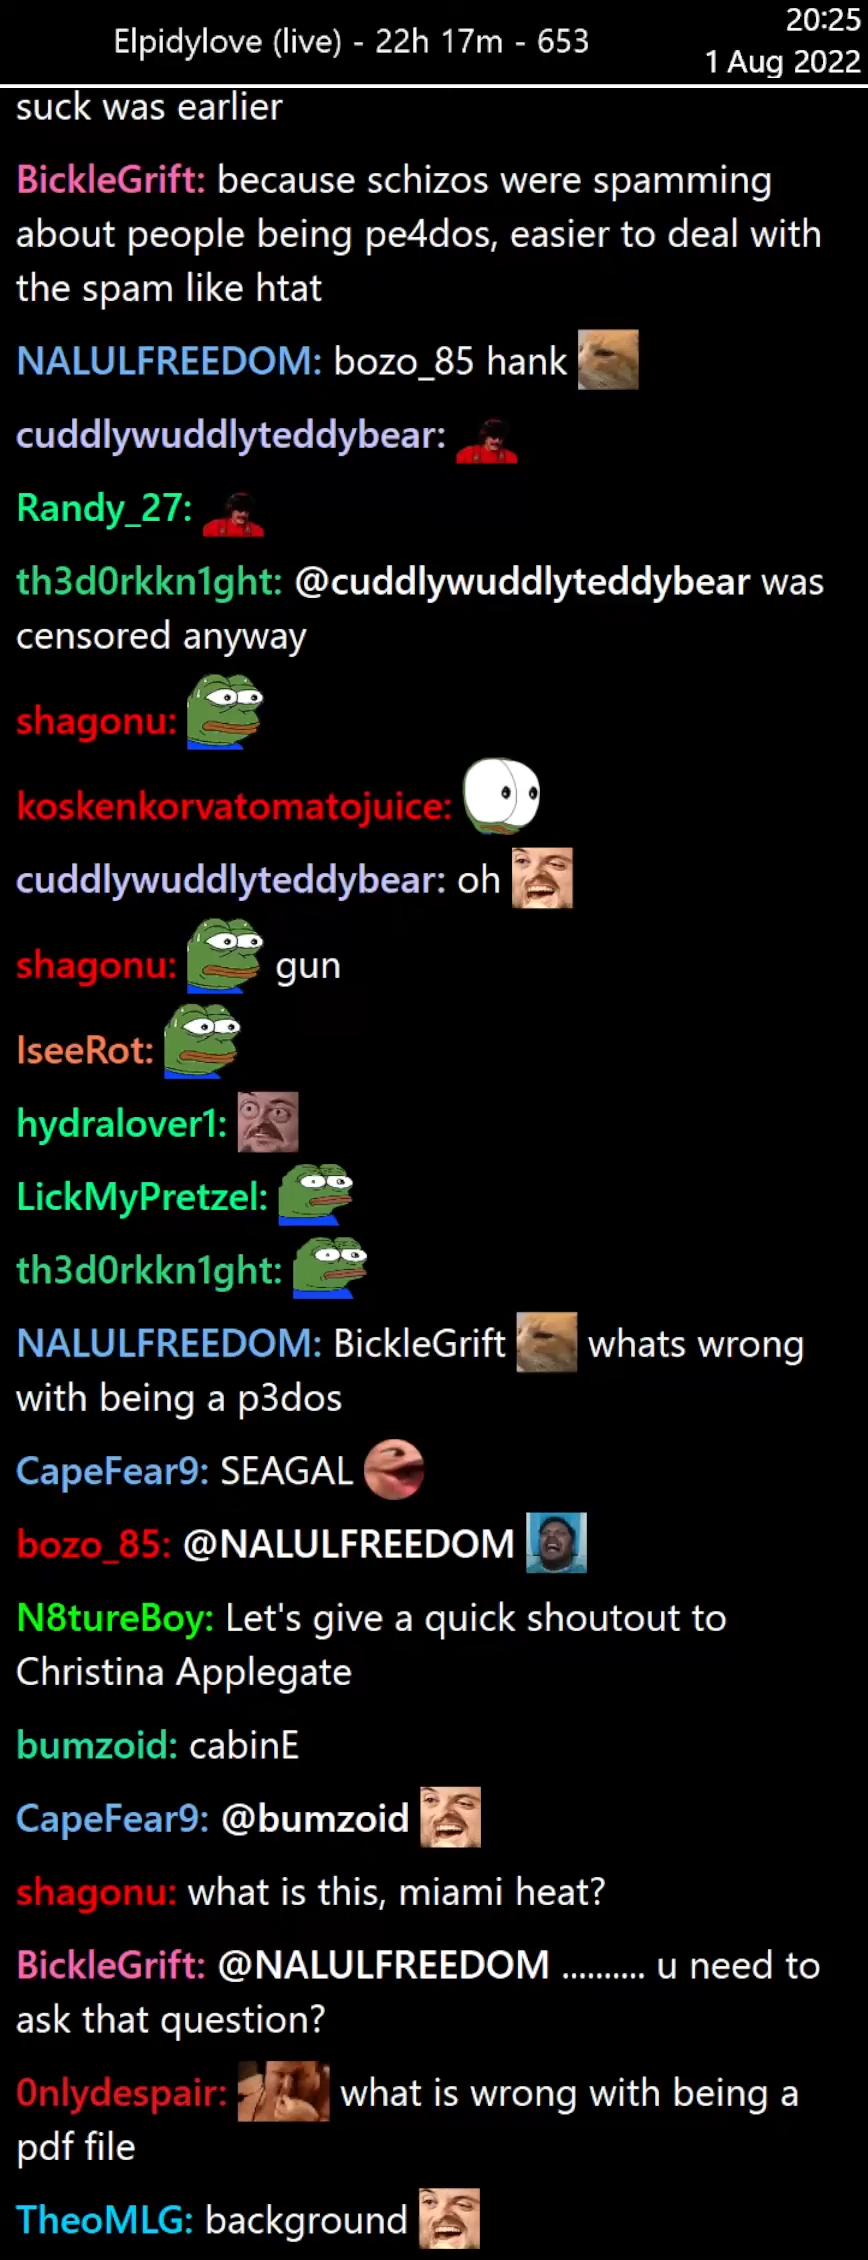 Elpidylove (live) - 22h 17m - 653
20:25
1 Aug 2022
suck was earlier
BickleGrift: because schizos were spamming
about people being pe4dos, easier to deal with
the spam like htat
NALULFREEDOM: bozo_85 hank
cuddlywuddlyteddybear:
Randy_27:
th3d0rkkn1ght: @cuddlywuddlyteddybear was
censored anyway
shagonu:
koskenkorvatomatojuice:
cuddlywuddlyteddybear: oh
shagonu: gun
IseeRot:
hydralover1:
LickMyPretzel:
th3d0rkkn1ght:
NALULFREEDOM: BickleGrift whats wrong
with being a p3dos
CapeFear9: SEAGAL
bozo_85: @NALULFREEDOM
N8tureBoy: Let's give a quick shoutout to
Christina Applegate
bumzoid: cabinE
CapeFear9: @bumzoid
shagonu: what is this, miami heat?
BickleGrift: @NALULFREEDOM .......... u need to
ask that question?
0nlydespair: what is wrong with being a
pdf file
TheoMLG: background